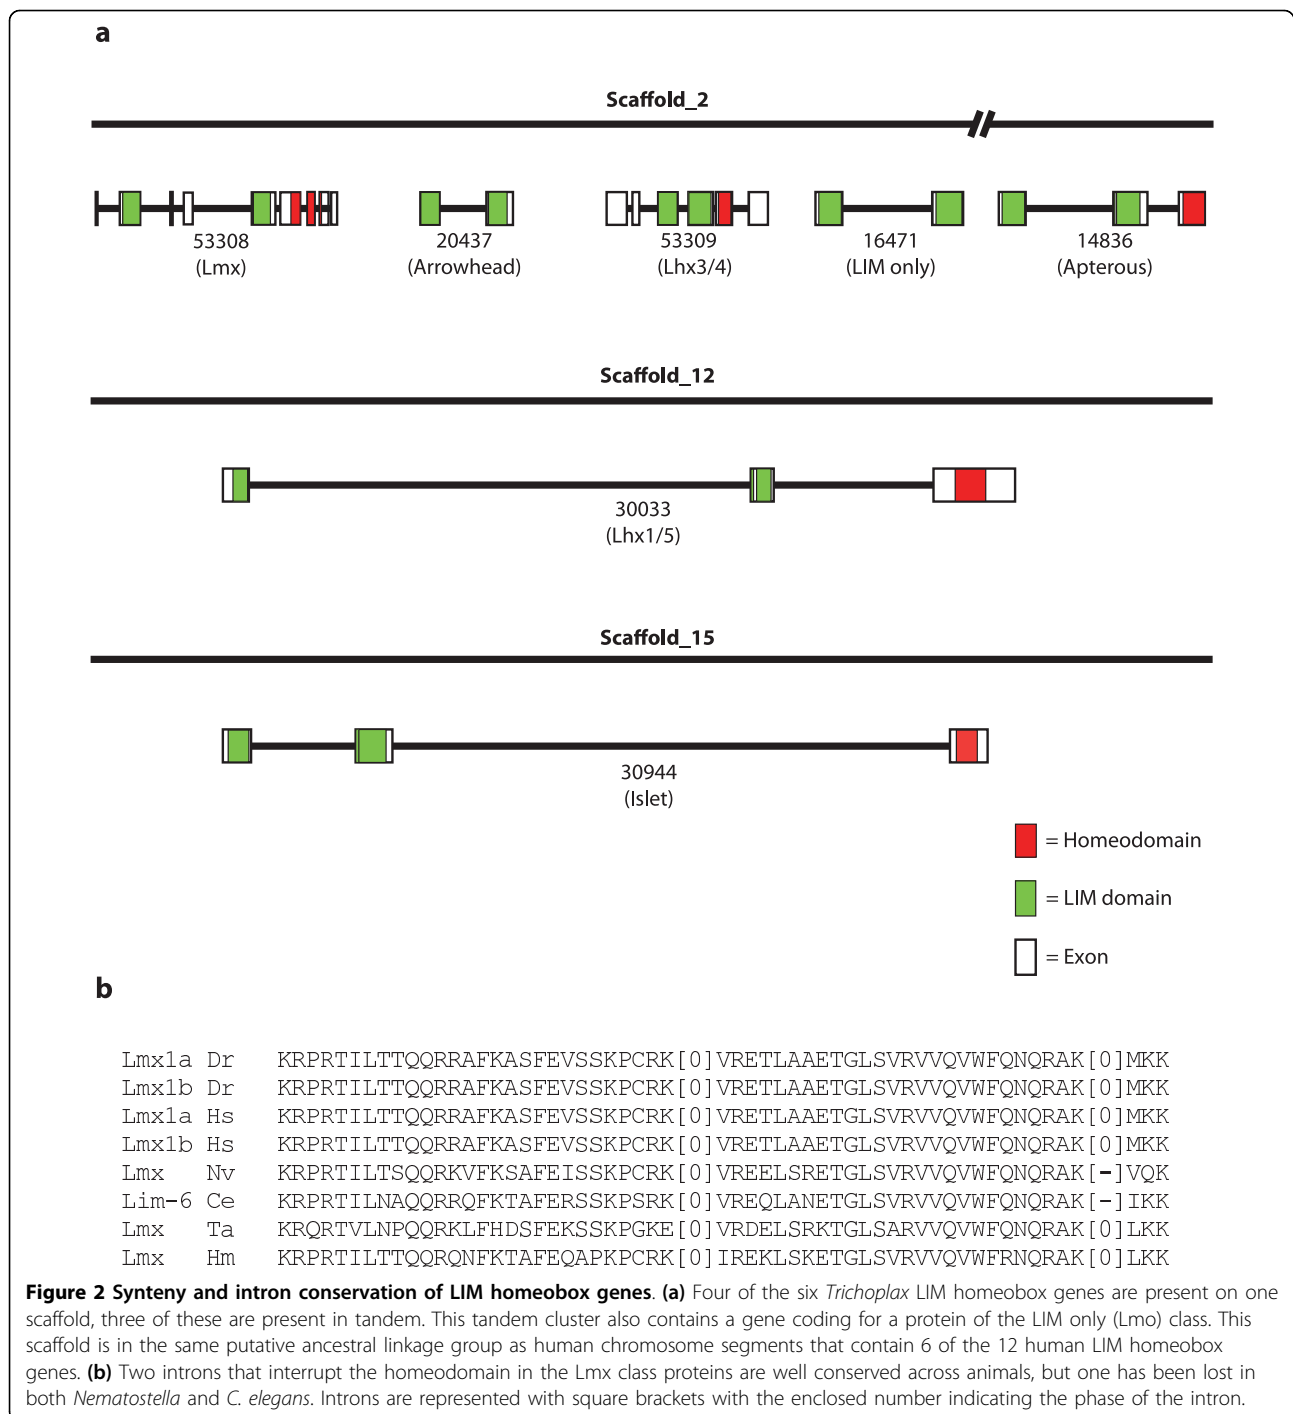 a
Scaffold_2
53308
(Lmx)
20437
(Arrowhead)
53309
(Lhx3/4)
16471
(LIM only)
14836
(Apterous)
Scaffold_12
30033
(Lhx1/5)
Scaffold_15
30944
(Islet)
= Homeodomain
= LIM domain
= Exon
b
Lmx1a Dr KRPRTILTTQQRRAFKASFEVSSKPCRK[0]VRETLAAETGLSVRVVQVWFQNQRAK[0]MKK
Lmx1b Dr KRPRTILTTQQRRAFKASFEVSSKPCRK[0]VRETLAAETGLSVRVVQVWFQNQRAK[0]MKK
Lmx1a Hs KRPRTILTTQQRRAFKASFEVSSKPCRK[0]VRETLAAETGLSVRVVQVWFQNQRAK[0]MKK
Lmx1b Hs KRPRTILTTQQRRAFKASFEVSSKPCRK[0]VRETLAAETGLSVRVVQVWFQNQRAK[0]MKK
Lmx Nv KRPRTILTSQQRKVFKSAFEISSKPCRK[0]VREELSRETGLSVRVVQVWFQNQRAK[-]VQK
Lim-6 Ce KRPRTILNAQQRRQFKTAFERSSKPSRK[0]VREQLANETGLSVRVVQVWFQNQRAK[-]IKK
Lmx Ta KRQRTVLNPQQRKLFHDSFEKSSKPGKE[0]VRDELSRKTGLSARVVQVWFQNQRAK[0]LKK
Lmx Hm KRPRTILTTQQRQNFKTAFEQAPKPCRK[0]IREKLSKETGLSVRVVQVWFRNQRAK[0]LKK
Figure 2 Synteny and intron conservation of LIM homeobox genes. (a) Four of the six Trichoplax LIM homeobox genes are present on one
scaffold, three of these are present in tandem. This tandem cluster also contains a gene coding for a protein of the LIM only (Lmo) class. This
scaffold is in the same putative ancestral linkage group as human chromosome segments that contain 6 of the 12 human LIM homeobox
genes. (b) Two introns that interrupt the homeodomain in the Lmx class proteins are well conserved across animals, but one has been lost in
both Nematostella and C. elegans. Introns are represented with square brackets with the enclosed number indicating the phase of the intron.